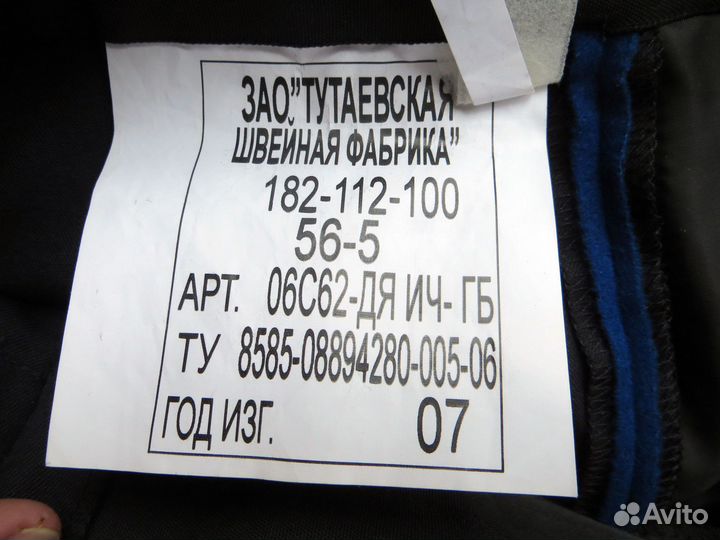 ЗАО "ТУТАЕВСКАЯ
ШВЕЙНАЯ ФАБРИКА"
182-112-100
56-5
АРТ. 06С62-ДЯ ИЧ- ГБ
ТУ 8585-08894280-005-06
ГОД ИЗГ. 07
Avito